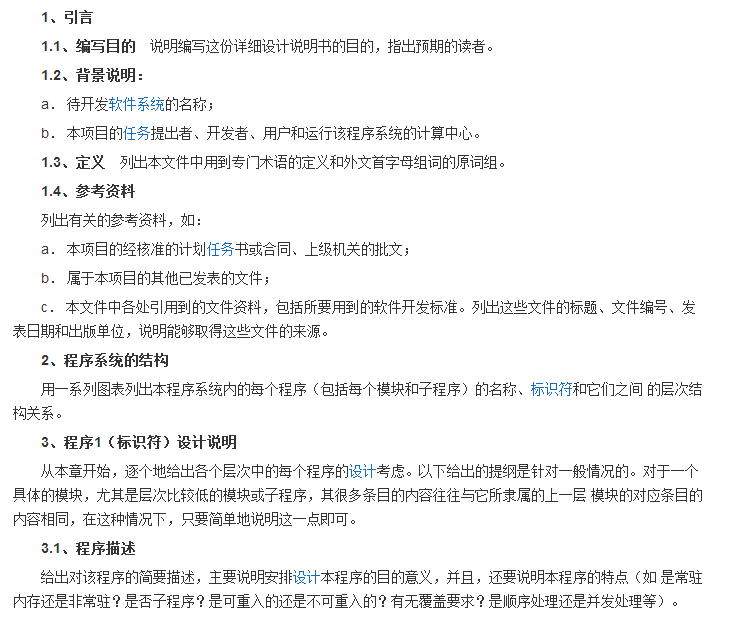 1、引言
1.1、编写目的　说明编写这份详细设计说明书的目的，指出预期的读者。
1.2、背景说明：
a. 待开发软件系统的名称；
b. 本项目的任务提出者、开发者、用户和运行该程序系统的计算中心。
1.3、定义　列出本文件中用到专门术语的定义和外文首字母组词的原词组。
1.4、参考资料
列出有关的参考资料，如：
a. 本项目的经核准的计划任务书或合同、上级机关的批文；
b. 属于本项目的其他已发表的文件；
c. 本文件中各处引用到的文件资料，包括所要用到的软件开发标准。列出这些文件的标题、文件编号、发
表日期和出版单位，说明能够取得这些文件的来源。
2、程序系统的结构
用一系列图表列出本程序系统内的每个程序（包括每个模块和子程序）的名称、标识符和它们之间 的层次结
构关系。
3、程序1（标识符）设计说明
从本章开始，逐个地给出各个层次中的每个程序的设计考虑。以下给出的提纲是针对一般情况的。对于一个
具体的模块，尤其是层次比较低的模块或子程序，其很多条目的内容往往与它所隶属的上一层 模块的对应条目的
内容相同，在这种情况下，只要简单地说明这一点即可。
3.1、程序描述
给出对该程序的简要描述，主要说明安排设计本程序的目的意义，并且，还要说明本程序的特点（如 是常驻
内存还是非常驻？是否子程序？是可重入的还是不可重入的？有无覆盖要求？是顺序处理还是并发处理等）。